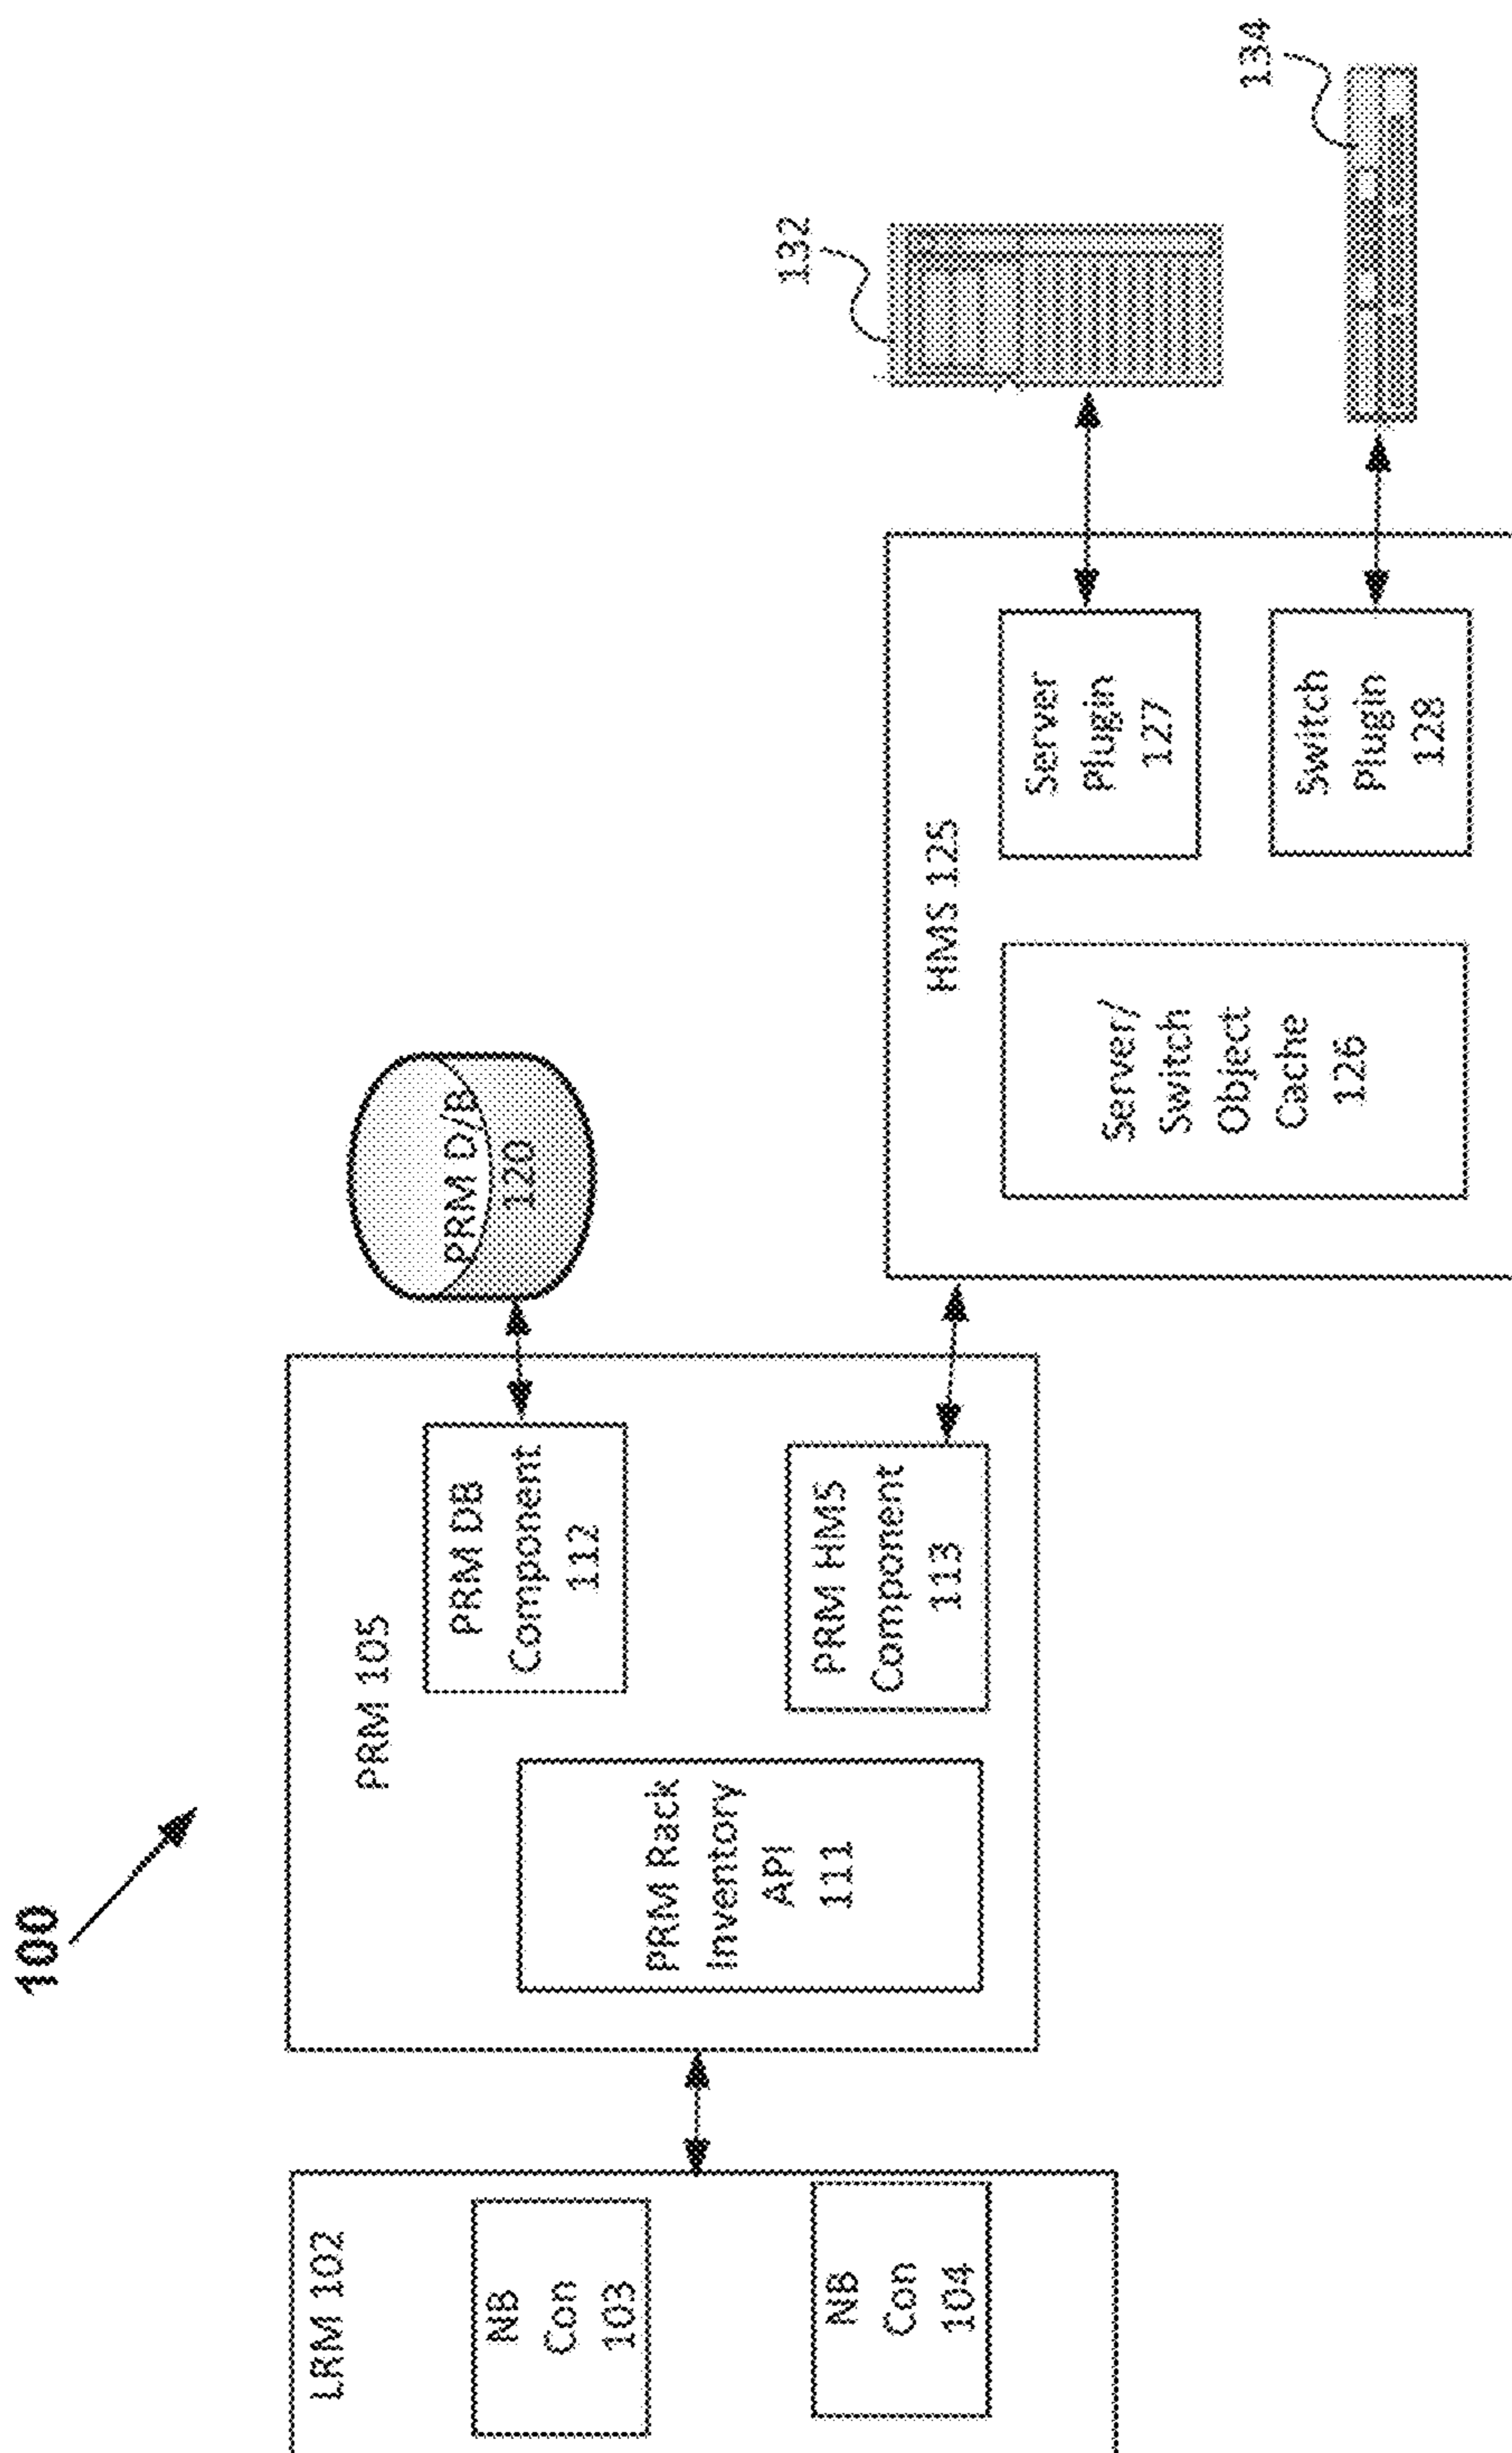 100
LRM 102
NB
Con
103
NB
Con
104
PRM 105
PRM Rack
Inventory
API
111
PRM DB
Component
112
PRM HMS
Component
113
PRM D/B
120
HMS 125
Server/
Switch
Object
Cache
126
Server
Plugin
127
Switch
Plugin
128
132
134